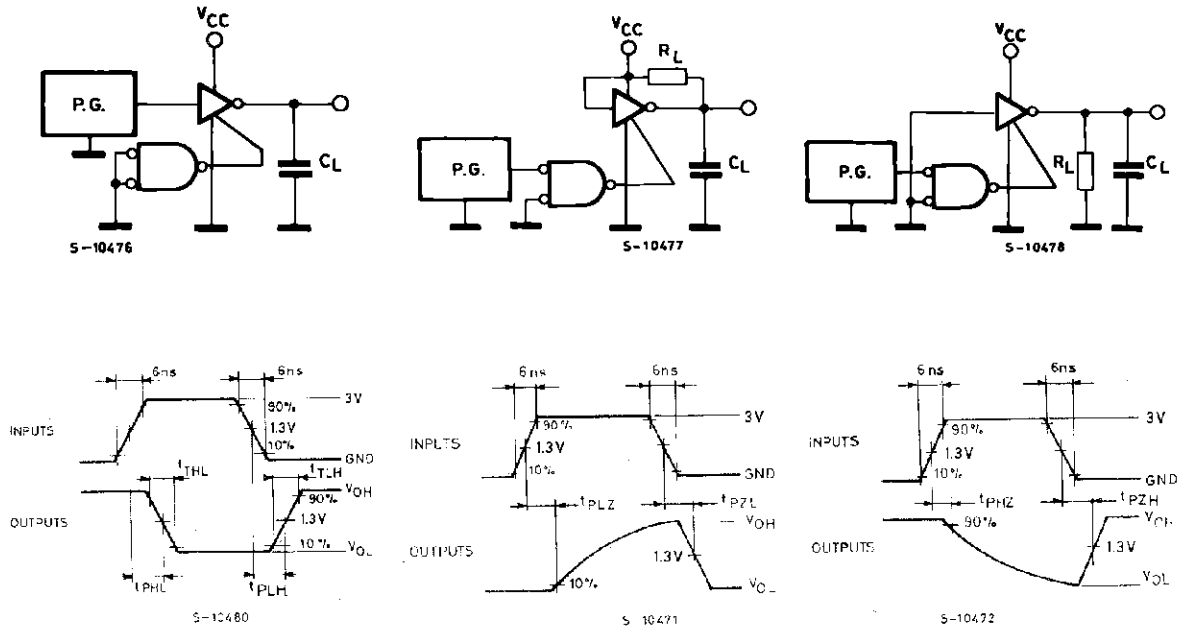 VCC
P.G.
CL
S-10476
VCC
RL
P.G.
CL
S-10477
VCC
P.G.
RL
CL
S-10478
6ns
6ns
3V
90%
1.3V
10%
INPUTS
GND
tTHL
tTLH
VOH
90%
OUTPUTS
1.3V
10%
VOL
tPHL
tPLH
S-10480
6ns
6ns
3V
90%
INPUTS
1.3V
10%
GND
tPLZ
tPZL
VOH
OUTPUTS
1.3V
10%
VOL
S-10471
6ns
6ns
3V
90%
INPUTS
1.3V
10%
GND
tPHZ
tPZH
VOH
90%
OUTPUTS
1.3V
VOL
S-10472